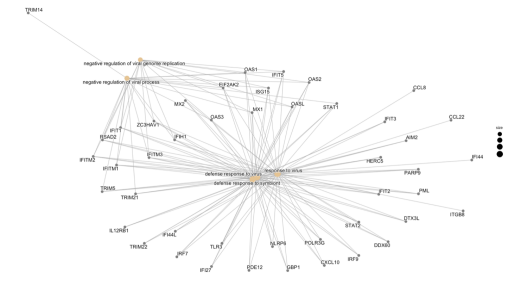 TRIM14
negative regulation of viral genome replication
negative regulation of viral process
OAS1
IFIT5
EIF2AK2
OAS2
ISG15
CCL8
MX2
MX1
OASL
STAT1
OAS3
IFIT3
CCL22
IFIT1
ZC3HAV1
RSAD2
IFIH1
AIM2
IFITM2
IFITM3
IFITM1
HERC5
IFI44
response to virus
defense response to virus
defense response to symbiont
PARP9
TRIM5
TRIM21
IFIT2
PML
ITGB8
DTX3L
IL12RB1
IFI44L
STAT2
TRIM22
TLR3
NLRP6
POLR3G
DDX60
IRF7
IRF9
IFI27
PDE12
GBP1
CXCL10
size